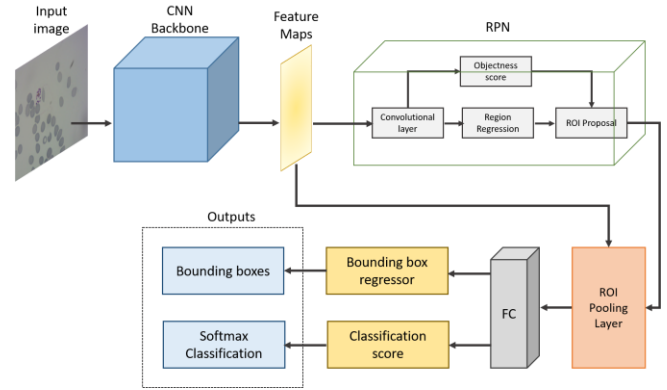 Input
image
CNN
Backbone
Feature
Maps
RPN
Objectness
score
Convolutional
layer
Region
Regression
ROI Proposal
Outputs
Bounding boxes
Bounding box
regressor
FC
ROI
Pooling
Layer
Softmax
Classification
Classification
score